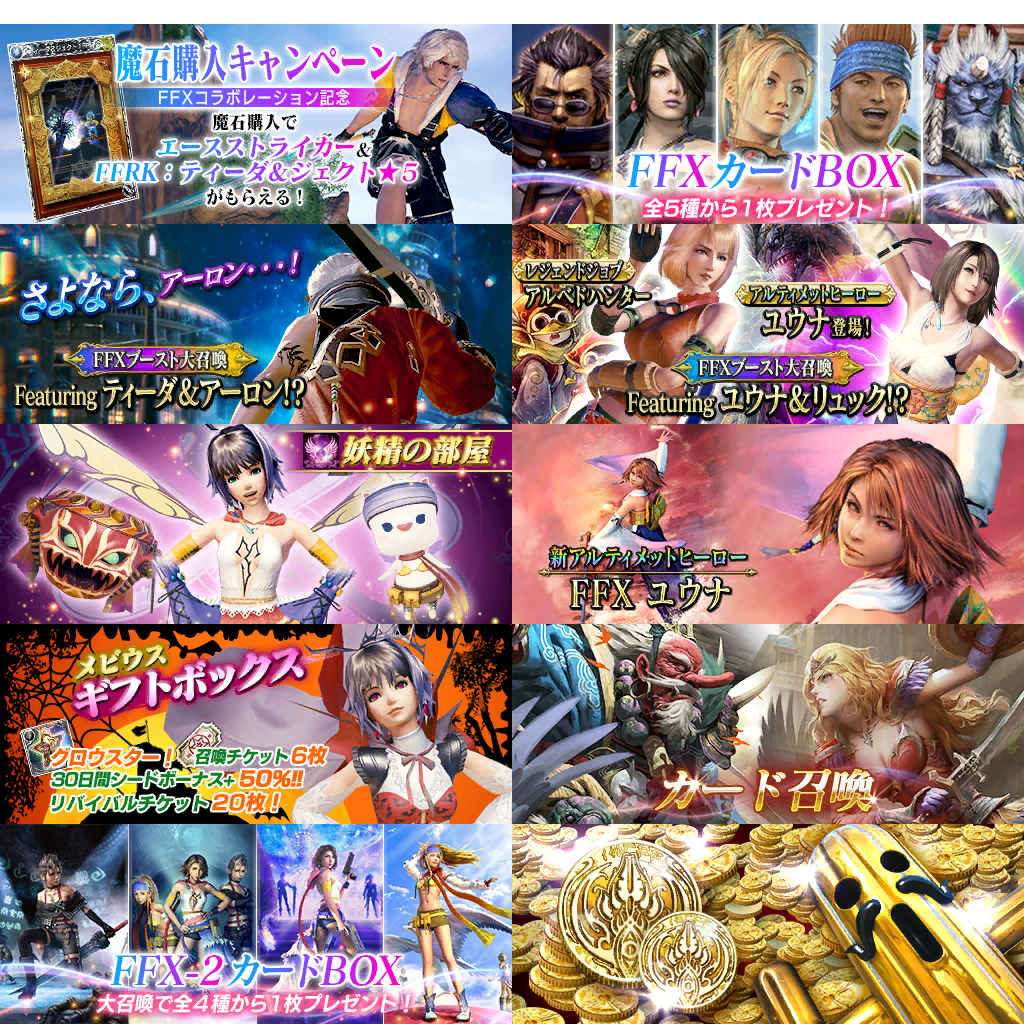 魔石購入キャンペーン
FFXコラボレーション記念
魔石購入で
エースストライカー&
FFRK：ティーダ&ジェクト★5
がもらえる！
FFXカードBOX
全5種から1枚プレゼント！
さよなら、アーロン・・・！
FFXブースト大召喚
Featuring ティーダ&アーロン!?
レジェンドジョブ
アルベドハンター
アルティメットヒーロー
ユウナ登場！
FFXブースト大召喚
Featuring ユウナ&リュック!?
妖精の部屋
新アルティメットヒーロー
FFX ユウナ
メビウス
ギフトボックス
グロウスター！ 召喚チケット6枚
30日間シードボーナス+50%!!
リバイバルチケット20枚！
カード召喚
FFX-2カードBOX
大召喚で全4種から1枚プレゼント！